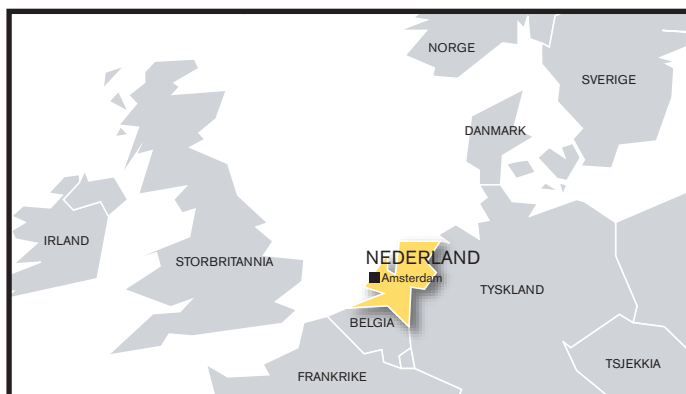 NORGE
SVERIGE
DANMARK
IRLAND
STORBRITANNIA
NEDERLAND
Amsterdam
TYSKLAND
BELGIA
TSJEKKIA
FRANKRIKE